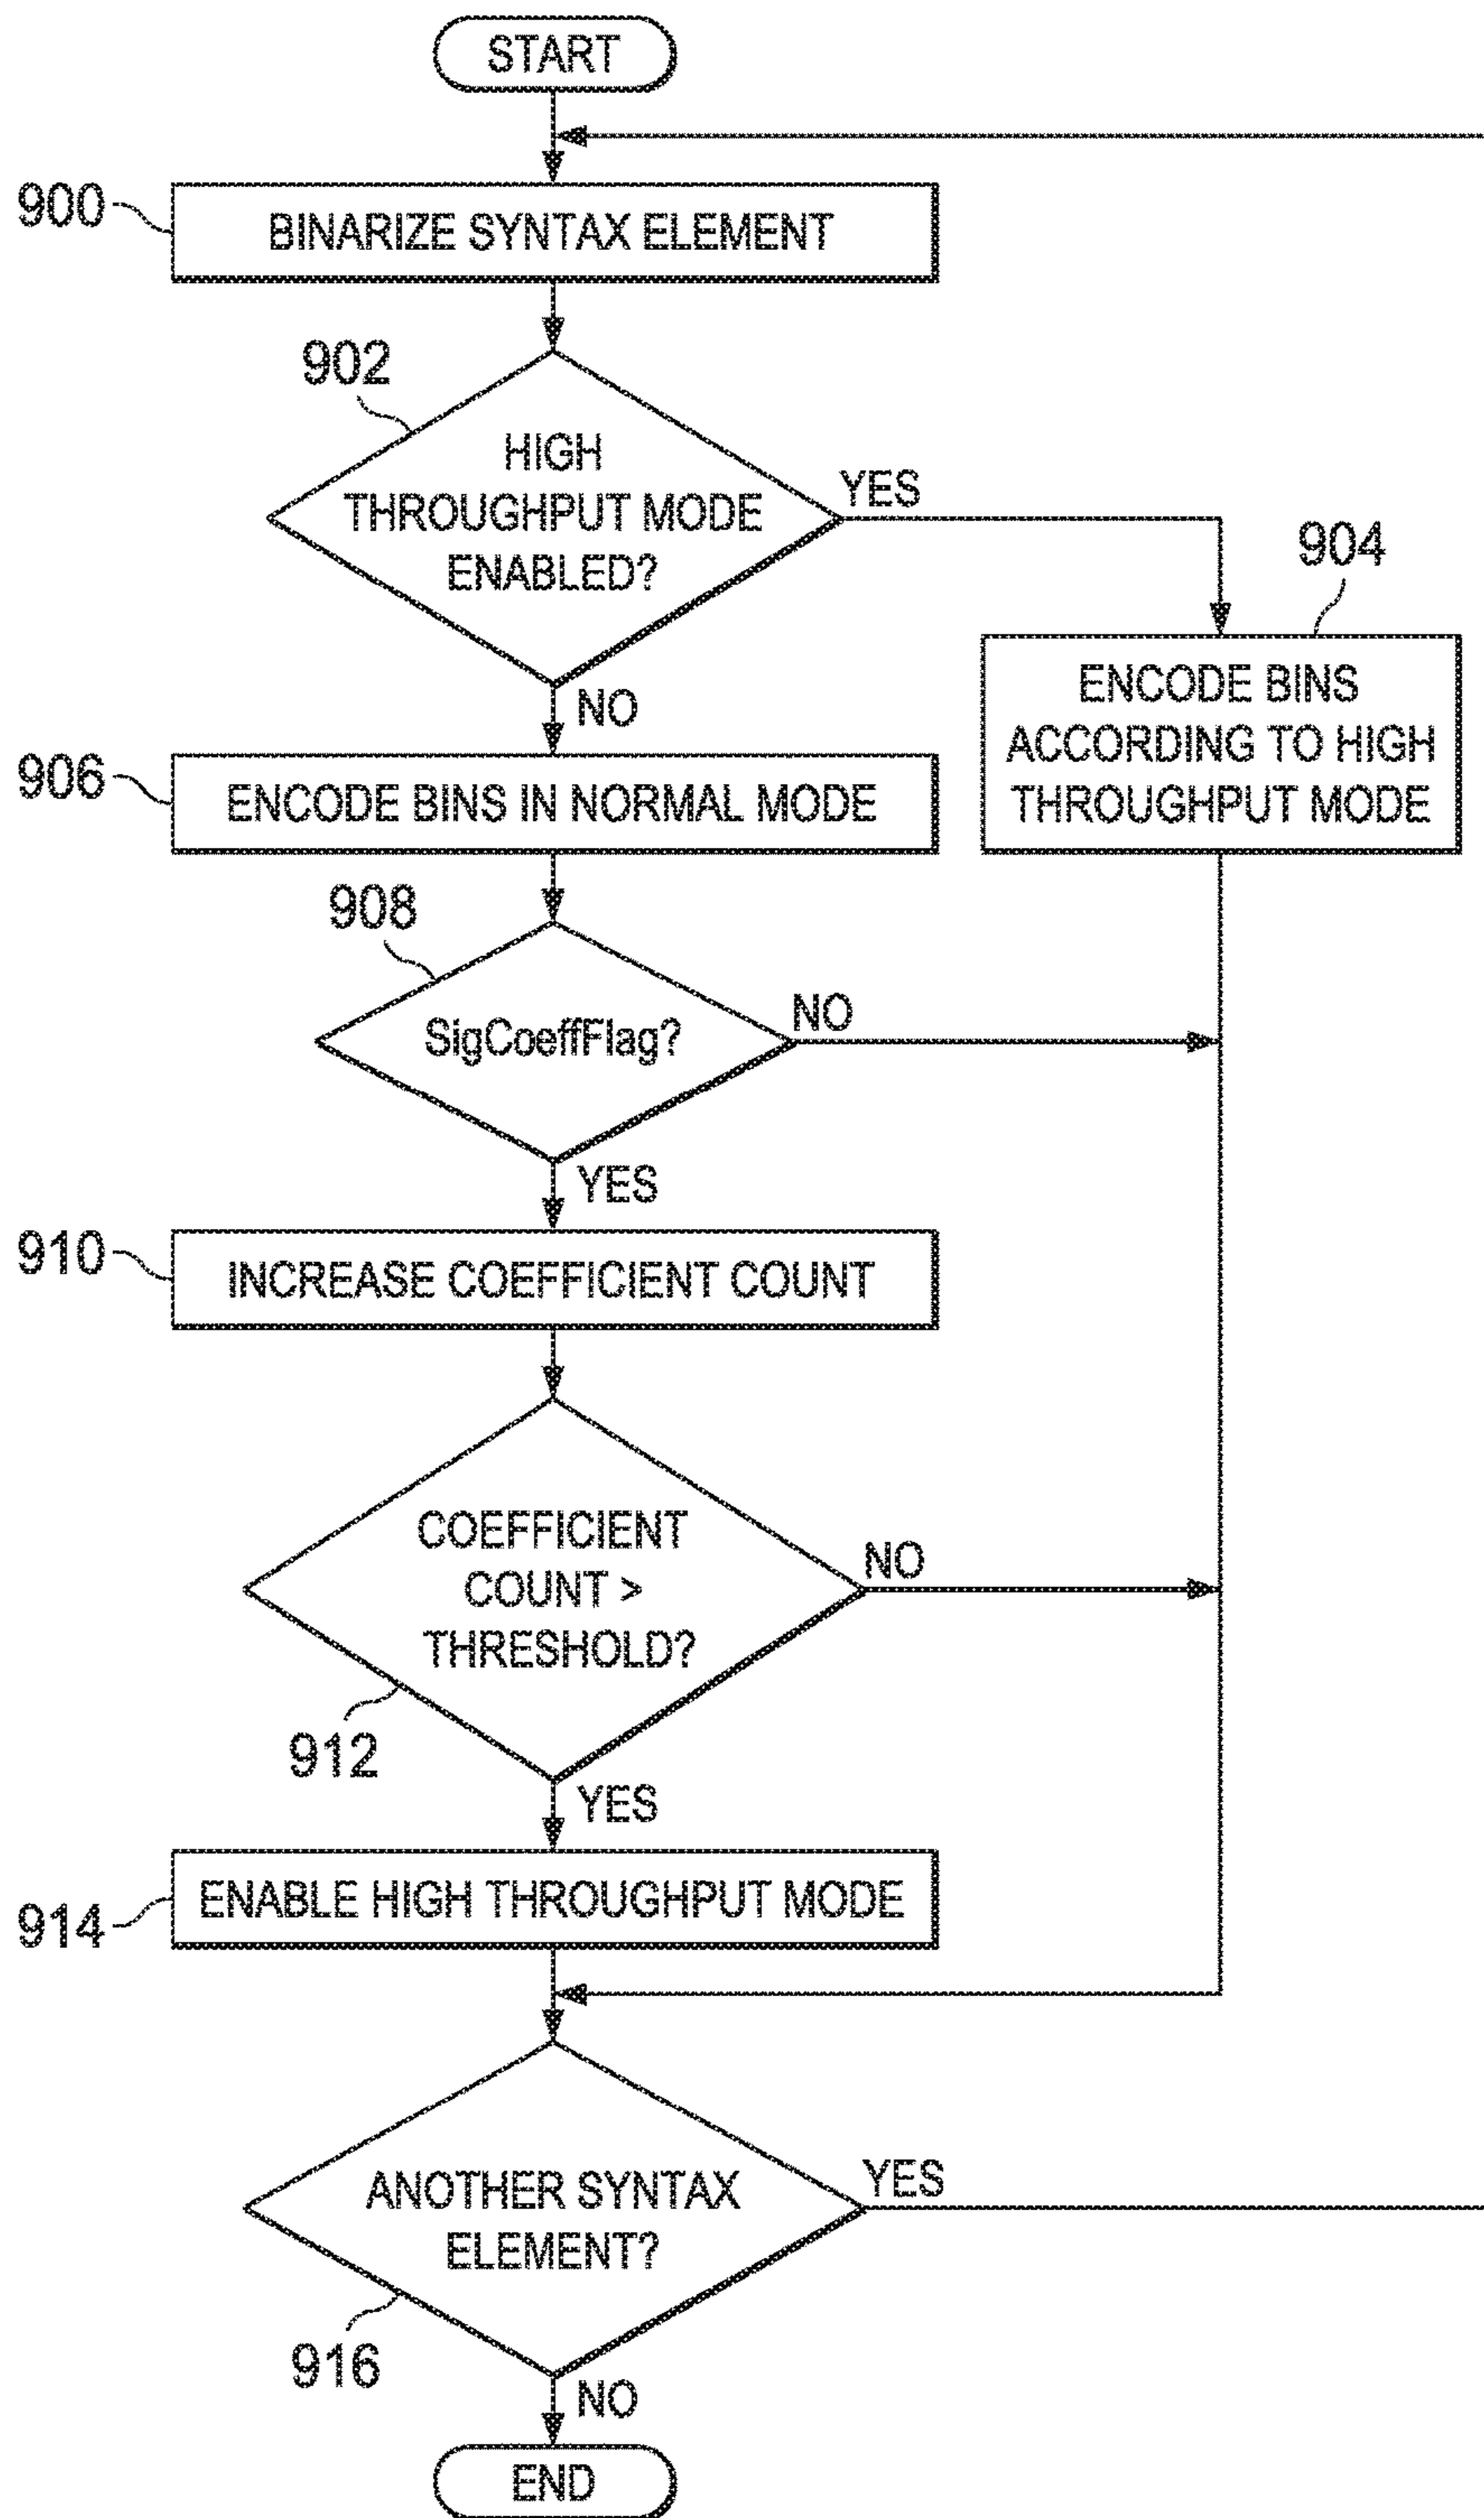 START
900
BINARIZE SYNTAX ELEMENT
902
HIGH
THROUGHPUT MODE
ENABLED?
YES
904
ENCODE BINS
ACCORDING TO HIGH
THROUGHPUT MODE
NO
906
ENCODE BINS IN NORMAL MODE
908
SigCoeffFlag?
NO
YES
910
INCREASE COEFFICIENT COUNT
COEFFICIENT
COUNT >
THRESHOLD?
NO
912
YES
914
ENABLE HIGH THROUGHPUT MODE
ANOTHER SYNTAX
ELEMENT?
YES
916
NO
END